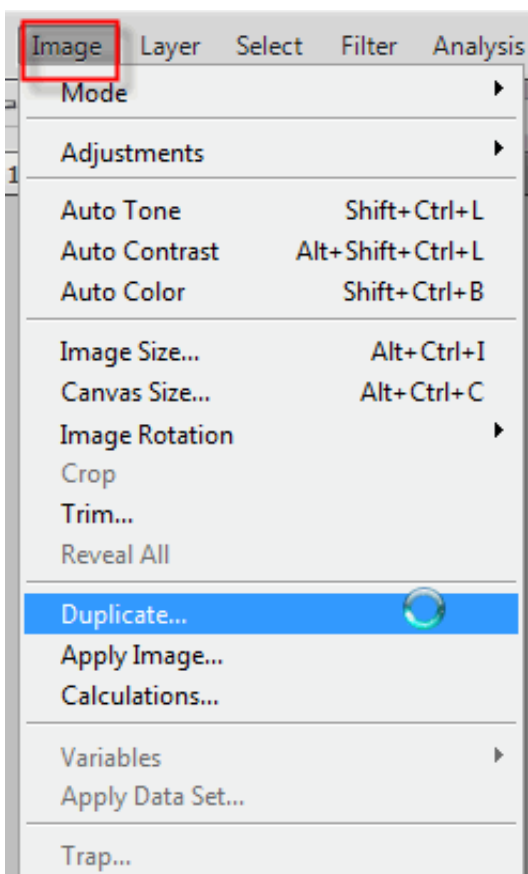 Image Layer Select Filter Analysis
Mode
1
Adjustments
Auto Tone Shift+Ctrl+L
Auto Contrast Alt+Shift+Ctrl+L
Auto Color Shift+Ctrl+B
Image Size... Alt+Ctrl+I
Canvas Size... Alt+Ctrl+C
Image Rotation
Crop
Trim...
Reveal All
Duplicate...
Apply Image...
Calculations...
Variables
Apply Data Set...
Trap...